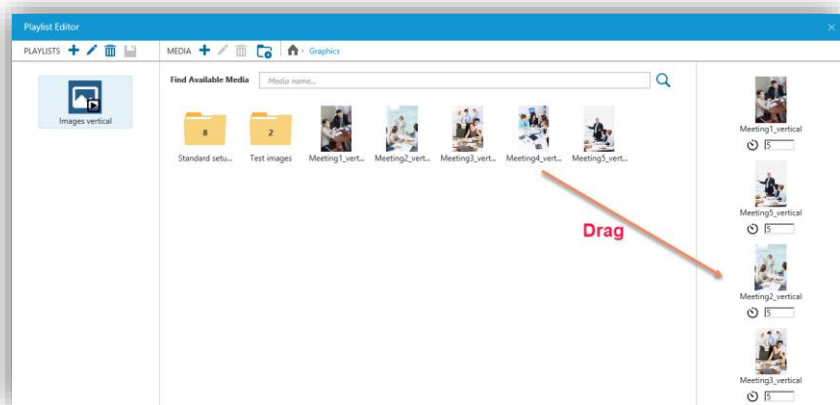 Playlist Editor
PLAYLISTS
MEDIA
Graphics
Find Available Media
Media name...
Images vertical
8
2
Standard setu...
Test images
Meeting1_vert...
Meeting2_vert...
Meeting3_vert...
Meeting4_vert...
Meeting5_vert...
Drag
Meeting1_vertical
5
Meeting5_vertical
5
Meeting2_vertical
5
Meeting3_vertical
5